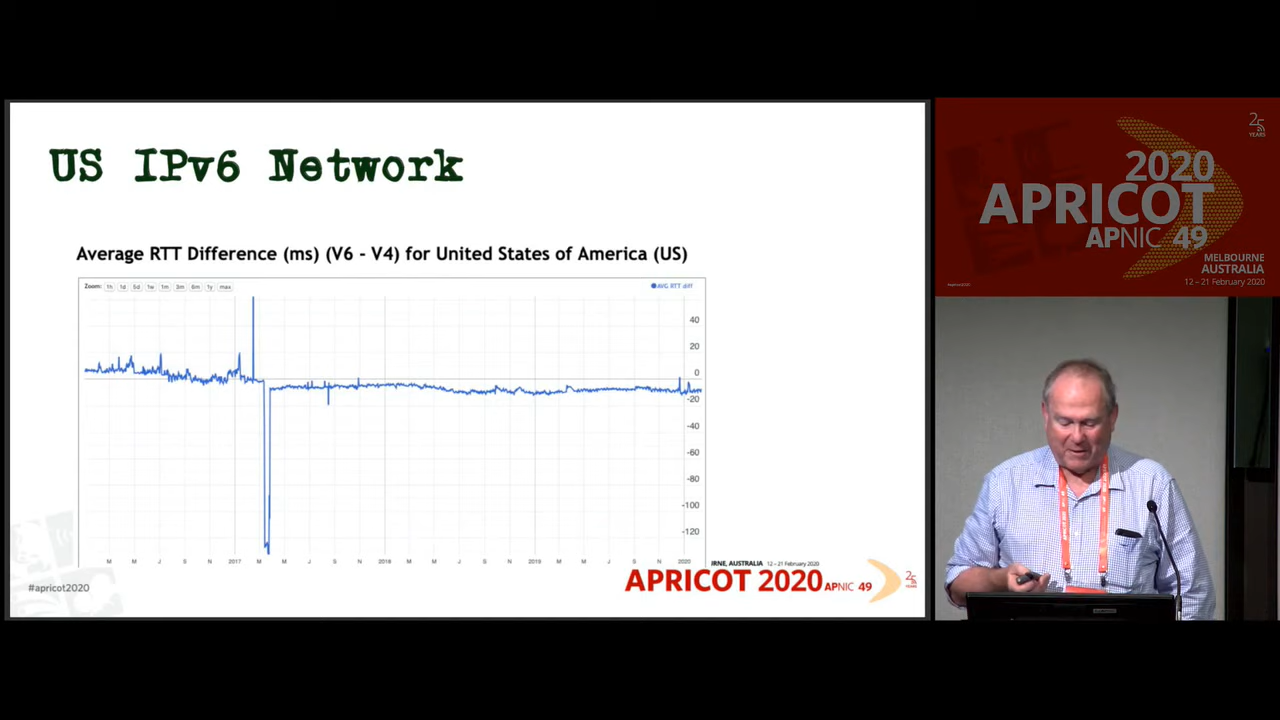 US IPv6 Network
Average RTT Difference (ms) (V6 - V4) for United States of America (US)
Zoom: 1h 1d 5d 1w 1m 3m 6m 1y max
AVG RTT diff
40
20
0
-20
-40
-60
-80
-100
-120
M J S N 2017 M J S N 2018 M M J S N 2019 M M J S N 2020
#apricot2020
RNE, AUSTRALIA 12 – 21 February 2020
APRICOT 2020 APNIC 49
25
YEARS
25
YEARS
2020
APRICOT
APNIC 49
MELBOURNE
AUSTRALIA
12 – 21 February 2020
#apricot2020